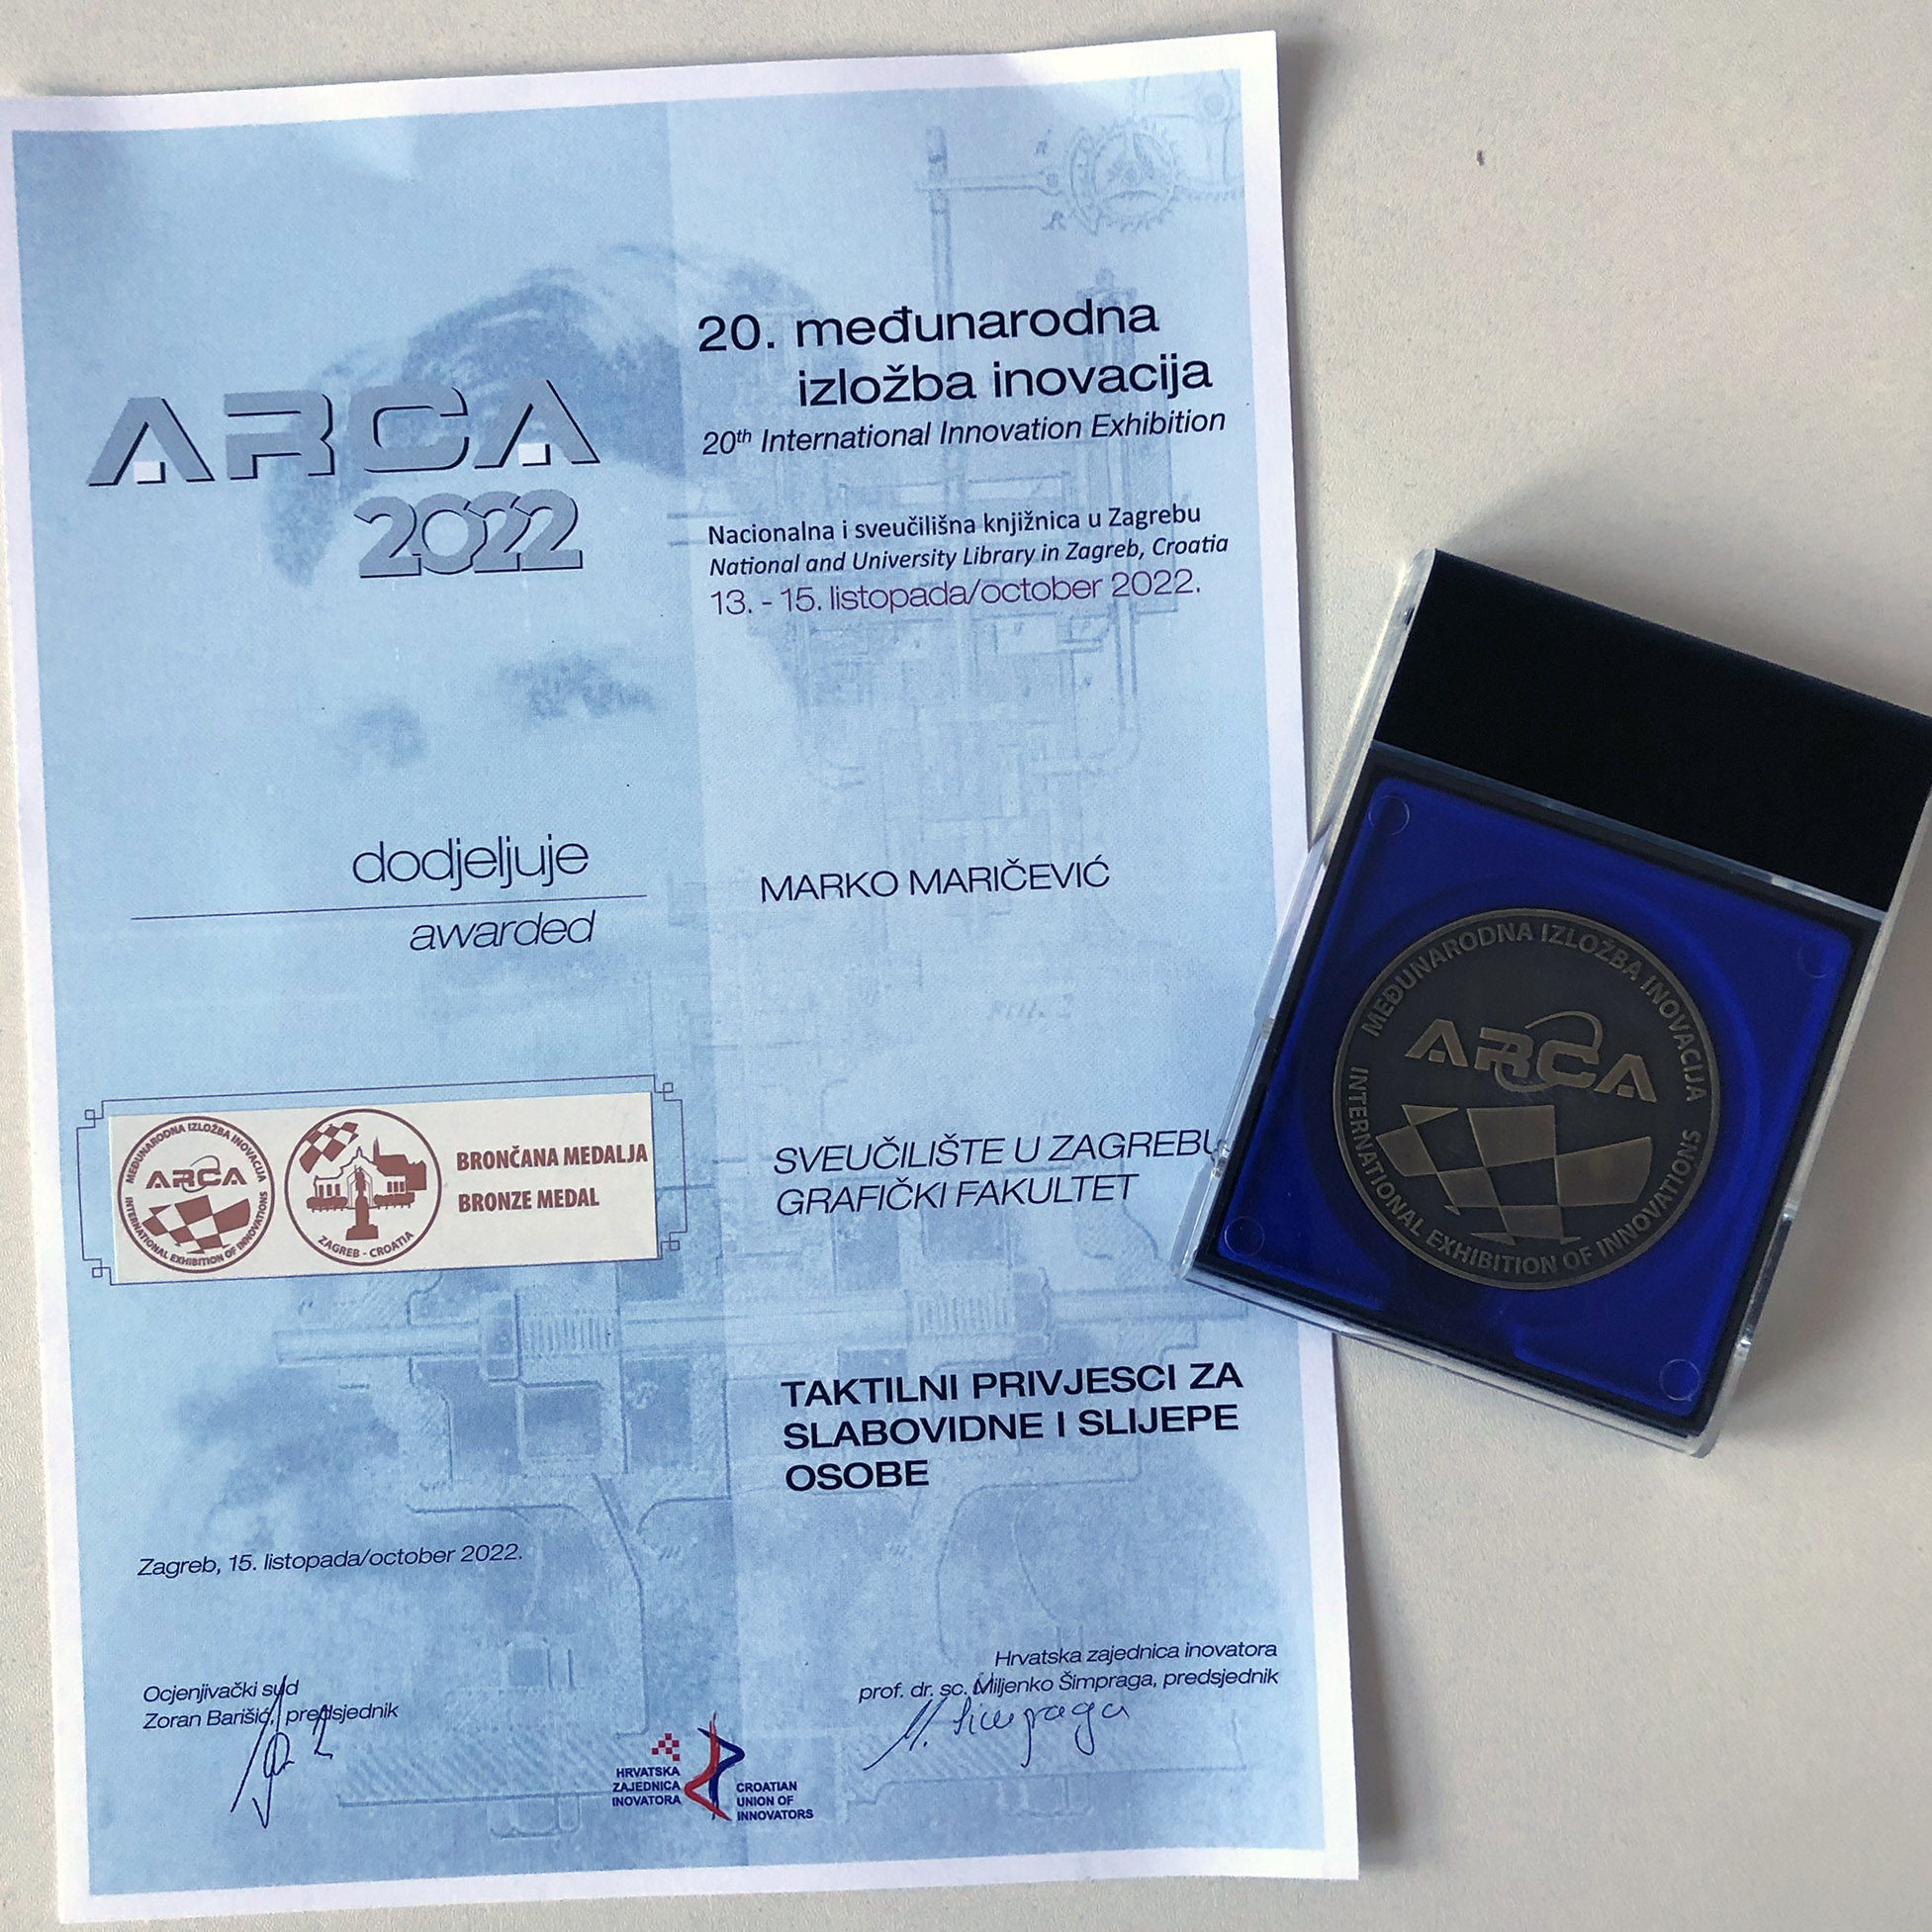 ARCA
2022
20. međunarodna
izložba inovacija
20th International Innovation Exhibition
Nacionalna i sveučilišna knjižnica u Zagrebu
National and University Library in Zagreb, Croatia
13. - 15. listopada/october 2022.
dodjeljuje
awarded
MARKO MARIČEVIĆ
MEĐUNARODNA IZLOŽBA INOVACIJA
ARCA
INTERNATIONAL EXHIBITION OF INNOVATIONS
ZAGREB - CROATIA
BRONČANA MEDALJA
BRONZE MEDAL
SVEUČILIŠTE U ZAGREBU
GRAFIČKI FAKULTET
TAKTILNI PRIVJESCI ZA
SLABOVIDNE I SLIJEPE
OSOBE
Zagreb, 15. listopada/october 2022.
Ocjenjivački sud
Zoran Barišić, predsjednik
Hrvatska zajednica inovatora
prof. dr. sc. Miljenko Šimpraga, predsjednik
M. Šimpraga
HRVATSKA
ZAJEDNICA
INOVATORA
CROATIAN
UNION OF
INNOVATORS
MEĐUNARODNA IZLOŽBA INOVACIJA
ARCA
INTERNATIONAL EXHIBITION OF INNOVATIONS